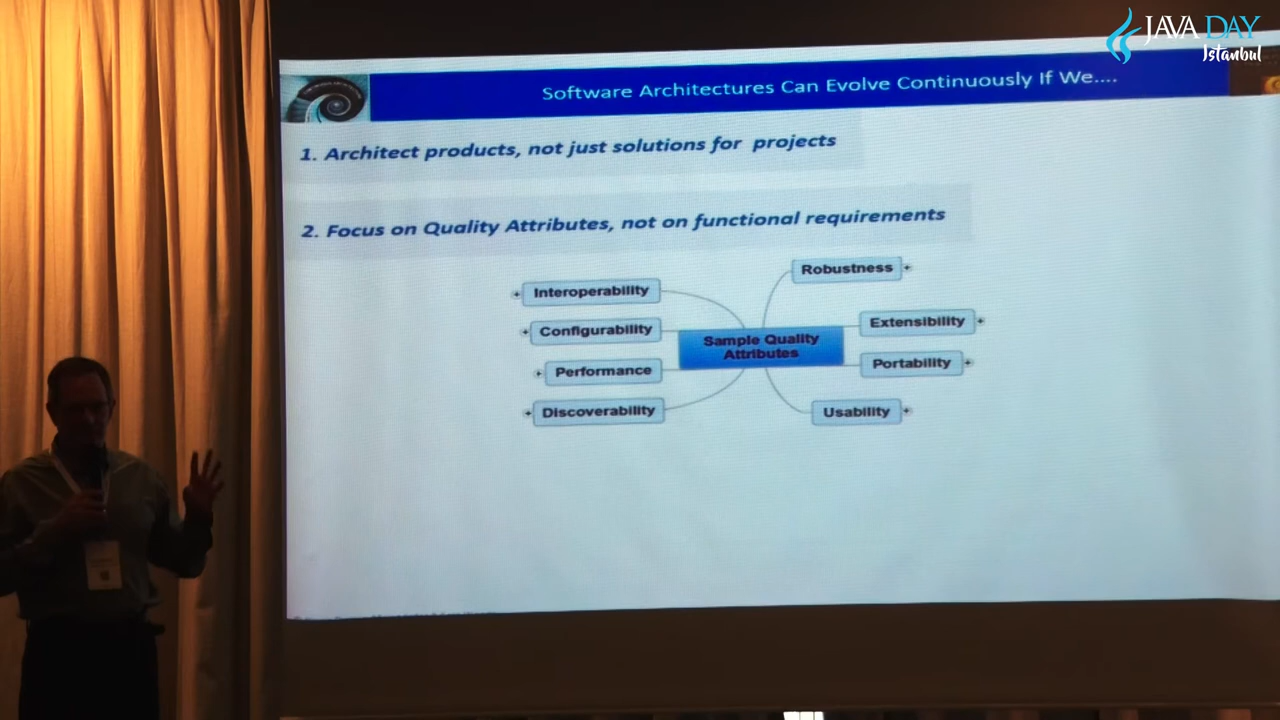 JAVA DAY
Istanbul
Software Architectures Can Evolve Continuously If We....
1. Architect products, not just solutions for projects
2. Focus on Quality Attributes, not on functional requirements
Robustness
Interoperability
Extensibility
Configurability
Sample Quality
Attributes
Performance
Portability
Discoverability
Usability